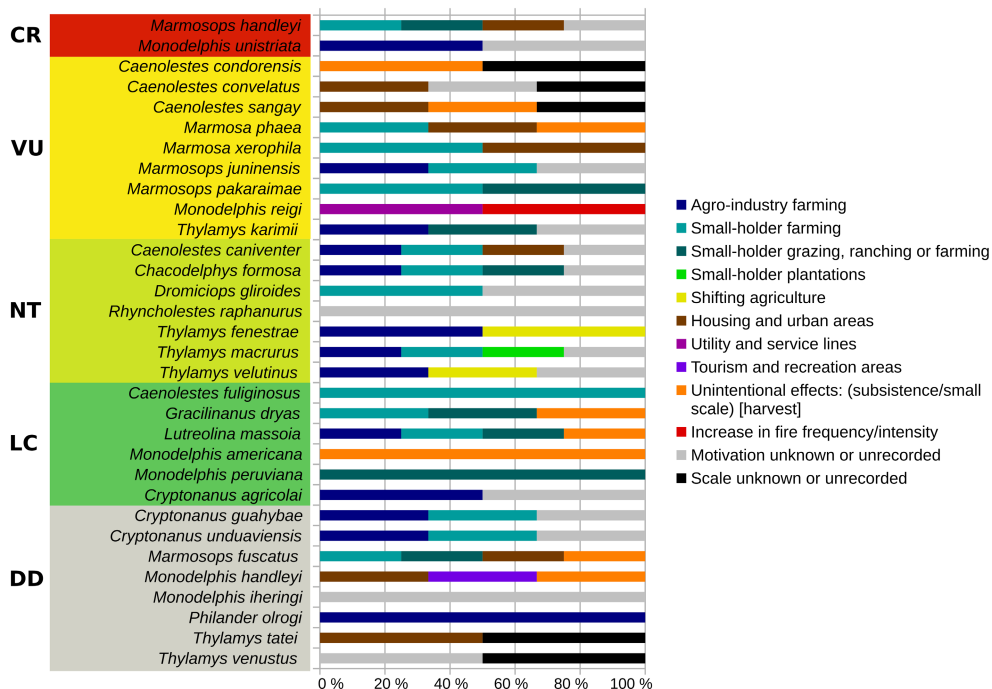 CR
Marmosops handleyi
Monodelphis unistriata
VU
Caenolestes condorensis
Caenolestes convelatus
Caenolestes sangay
Marmosa phaea
Marmosa xerophila
Marmosops juninensis
Marmosops pakaraimae
Monodelphis reigi
Thylamys karimii
NT
Caenolestes caniventer
Chacodelphys formosa
Dromiciops gliroides
Rhyncholestes raphanurus
Thylamys fenestrae
Thylamys macrurus
Thylamys velutinus
LC
Caenolestes fuliginosus
Gracilinanus dryas
Lutreolina massoia
Monodelphis americana
Monodelphis peruviana
Cryptonanus agricolai
DD
Cryptonanus guahybae
Cryptonanus unduaviensis
Marmosops fuscatus
Monodelphis handleyi
Monodelphis iheringi
Philander olrogi
Thylamys tatei
Thylamys venustus
0 % 20 % 40 % 60 % 80 % 100 %
Agro-industry farming
Small-holder farming
Small-holder grazing, ranching or farming
Small-holder plantations
Shifting agriculture
Housing and urban areas
Utility and service lines
Tourism and recreation areas
Unintentional effects: (subsistence/small
scale) [harvest]
Increase in fire frequency/intensity
Motivation unknown or unrecorded
Scale unknown or unrecorded